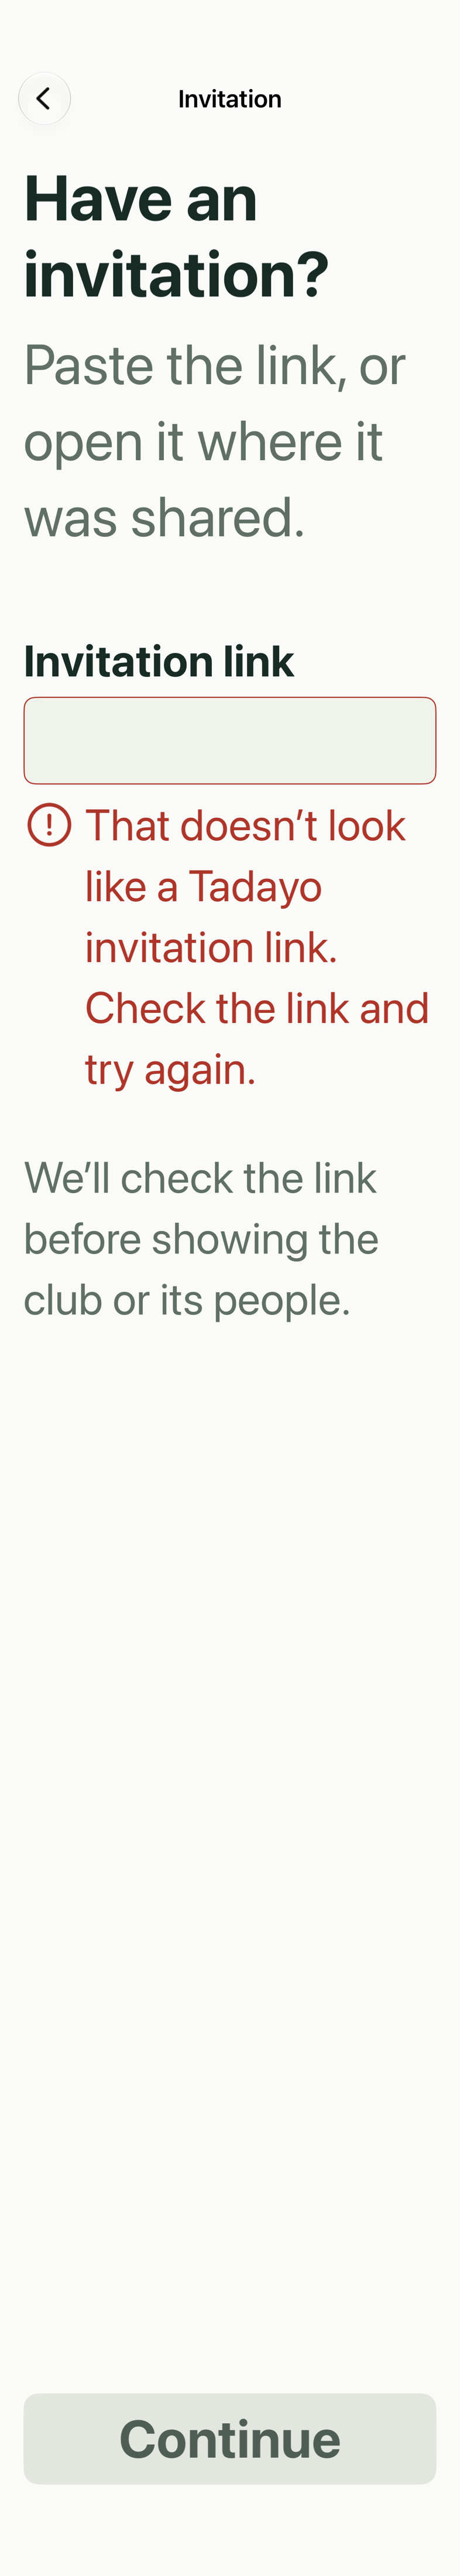 Invitation
Have an
invitation?
Paste the link, or
open it where it
was shared.
Invitation link
That doesn’t look
like a Tadayo
invitation link.
Check the link and
try again.
We’ll check the link
before showing the
club or its people.
Continue